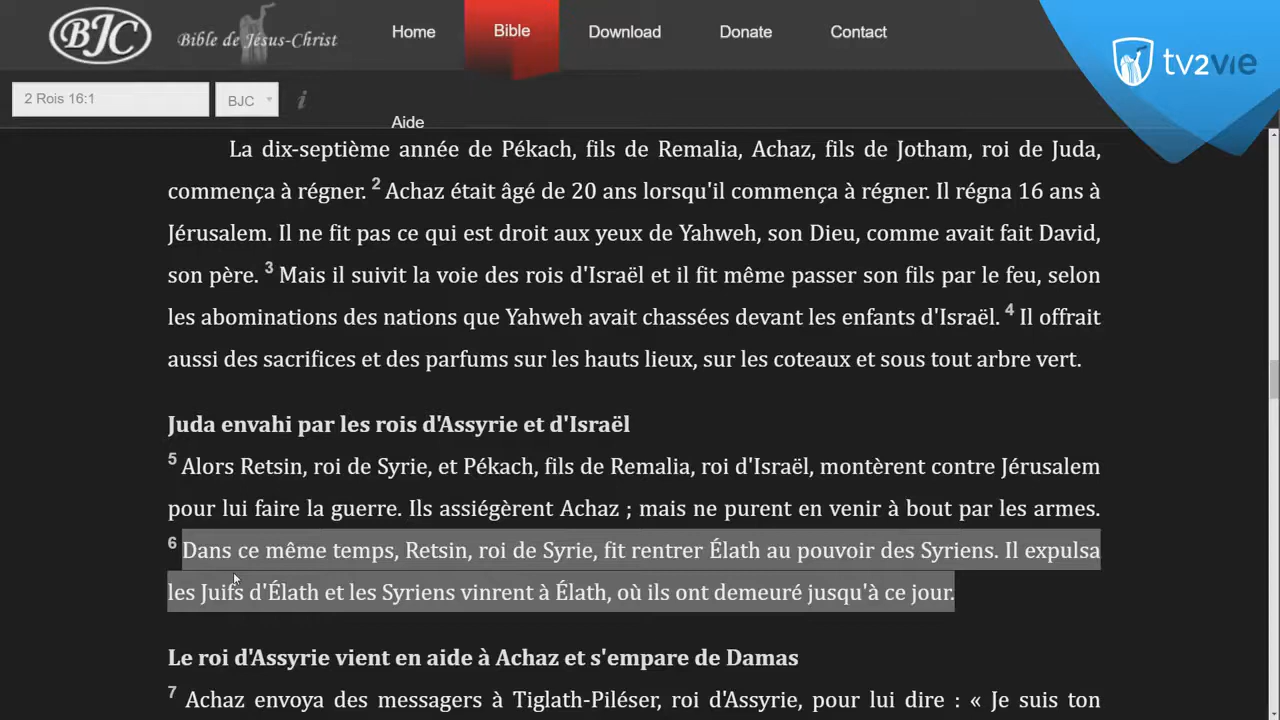 BJC
Bible de Jésus-Christ
Home
Bible
Download
Donate
Contact
tv2vie
2 Rois 16:1
BJC
i
Aide
La dix-septième année de Pékach, fils de Remalia, Achaz, fils de Jotham, roi de Juda,
commença à régner. 2 Achaz était âgé de 20 ans lorsqu'il commença à régner. Il régna 16 ans à
Jérusalem. Il ne fit pas ce qui est droit aux yeux de Yahweh, son Dieu, comme avait fait David,
son père. 3 Mais il suivit la voie des rois d'Israël et il fit même passer son fils par le feu, selon
les abominations des nations que Yahweh avait chassées devant les enfants d'Israël. 4 Il offrait
aussi des sacrifices et des parfums sur les hauts lieux, sur les coteaux et sous tout arbre vert.
Juda envahi par les rois d'Assyrie et d'Israël
5 Alors Retsin, roi de Syrie, et Pékach, fils de Remalia, roi d'Israël, montèrent contre Jérusalem
pour lui faire la guerre. Ils assiégèrent Achaz ; mais ne purent en venir à bout par les armes.
6 Dans ce même temps, Retsin, roi de Syrie, fit rentrer Élath au pouvoir des Syriens. Il expulsa
les Juifs d'Élath et les Syriens vinrent à Élath, où ils ont demeuré jusqu'à ce jour.
Le roi d'Assyrie vient en aide à Achaz et s'empare de Damas
7 Achaz envoya des messagers à Tiglath-Piléser, roi d'Assyrie, pour lui dire : « Je suis ton